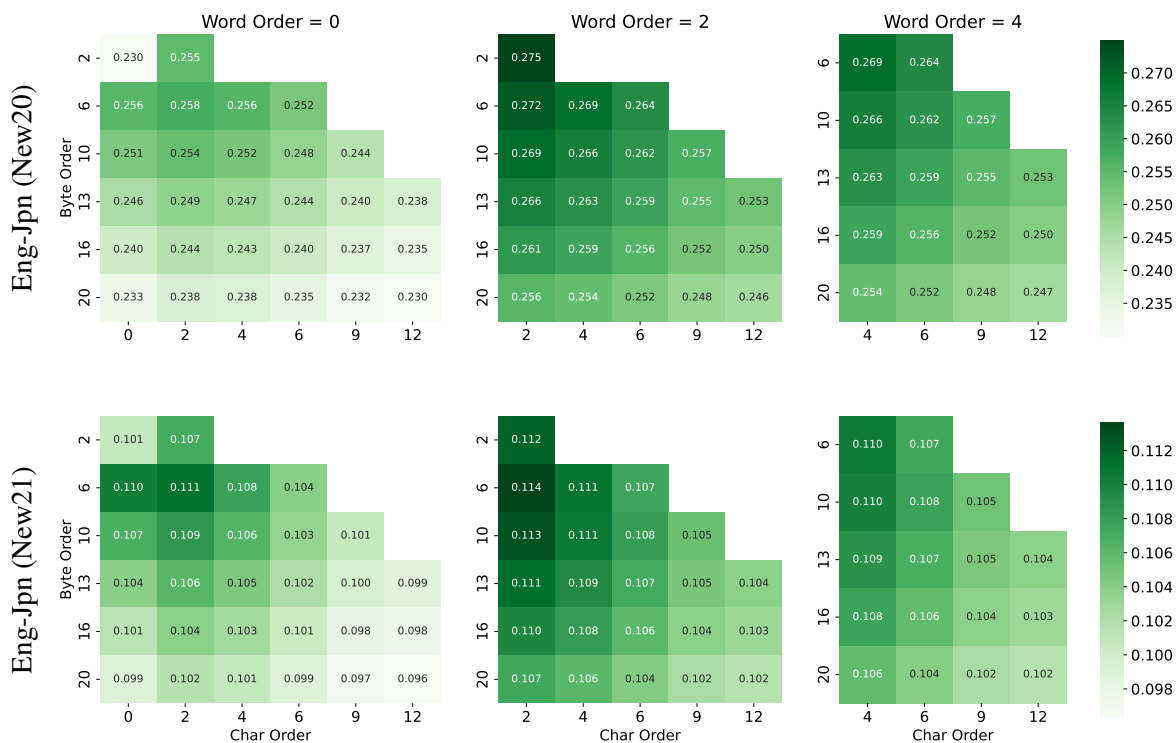 Word Order = 0 Word Order = 2 Word Order = 4
Eng-Jpn (New20)
Byte Order
2 0.230 0.255
6 0.256 0.258 0.256 0.252
10 0.251 0.254 0.252 0.248 0.244
13 0.246 0.249 0.247 0.244 0.240 0.238
16 0.240 0.244 0.243 0.240 0.237 0.235
20 0.233 0.238 0.238 0.235 0.232 0.230
0 2 4 6 9 12
2 0.275
6 0.272 0.269 0.264
10 0.269 0.266 0.262 0.257
13 0.266 0.263 0.259 0.255 0.253
16 0.261 0.259 0.256 0.252 0.250
20 0.256 0.254 0.252 0.248 0.246
2 4 6 9 12
6 0.269 0.264
10 0.266 0.262 0.257
13 0.263 0.259 0.255 0.253
16 0.259 0.256 0.252 0.250
20 0.254 0.252 0.248 0.247
4 6 9 12
0.270
0.265
0.260
0.255
0.250
0.245
0.240
0.235
Eng-Jpn (New21)
Byte Order
2 0.101 0.107
6 0.110 0.111 0.108 0.104
10 0.107 0.109 0.106 0.103 0.101
13 0.104 0.106 0.105 0.102 0.100 0.099
16 0.101 0.104 0.103 0.101 0.098 0.098
20 0.099 0.102 0.101 0.099 0.097 0.096
0 2 4 6 9 12
Char Order
2 0.112
6 0.114 0.111 0.107
10 0.113 0.111 0.108 0.105
13 0.111 0.109 0.107 0.105 0.104
16 0.110 0.108 0.106 0.104 0.103
20 0.107 0.106 0.104 0.102 0.102
2 4 6 9 12
Char Order
6 0.110 0.107
10 0.110 0.108 0.105
13 0.109 0.107 0.105 0.104
16 0.108 0.106 0.104 0.103
20 0.106 0.104 0.102 0.102
4 6 9 12
Char Order
0.112
0.110
0.108
0.106
0.104
0.102
0.100
0.098